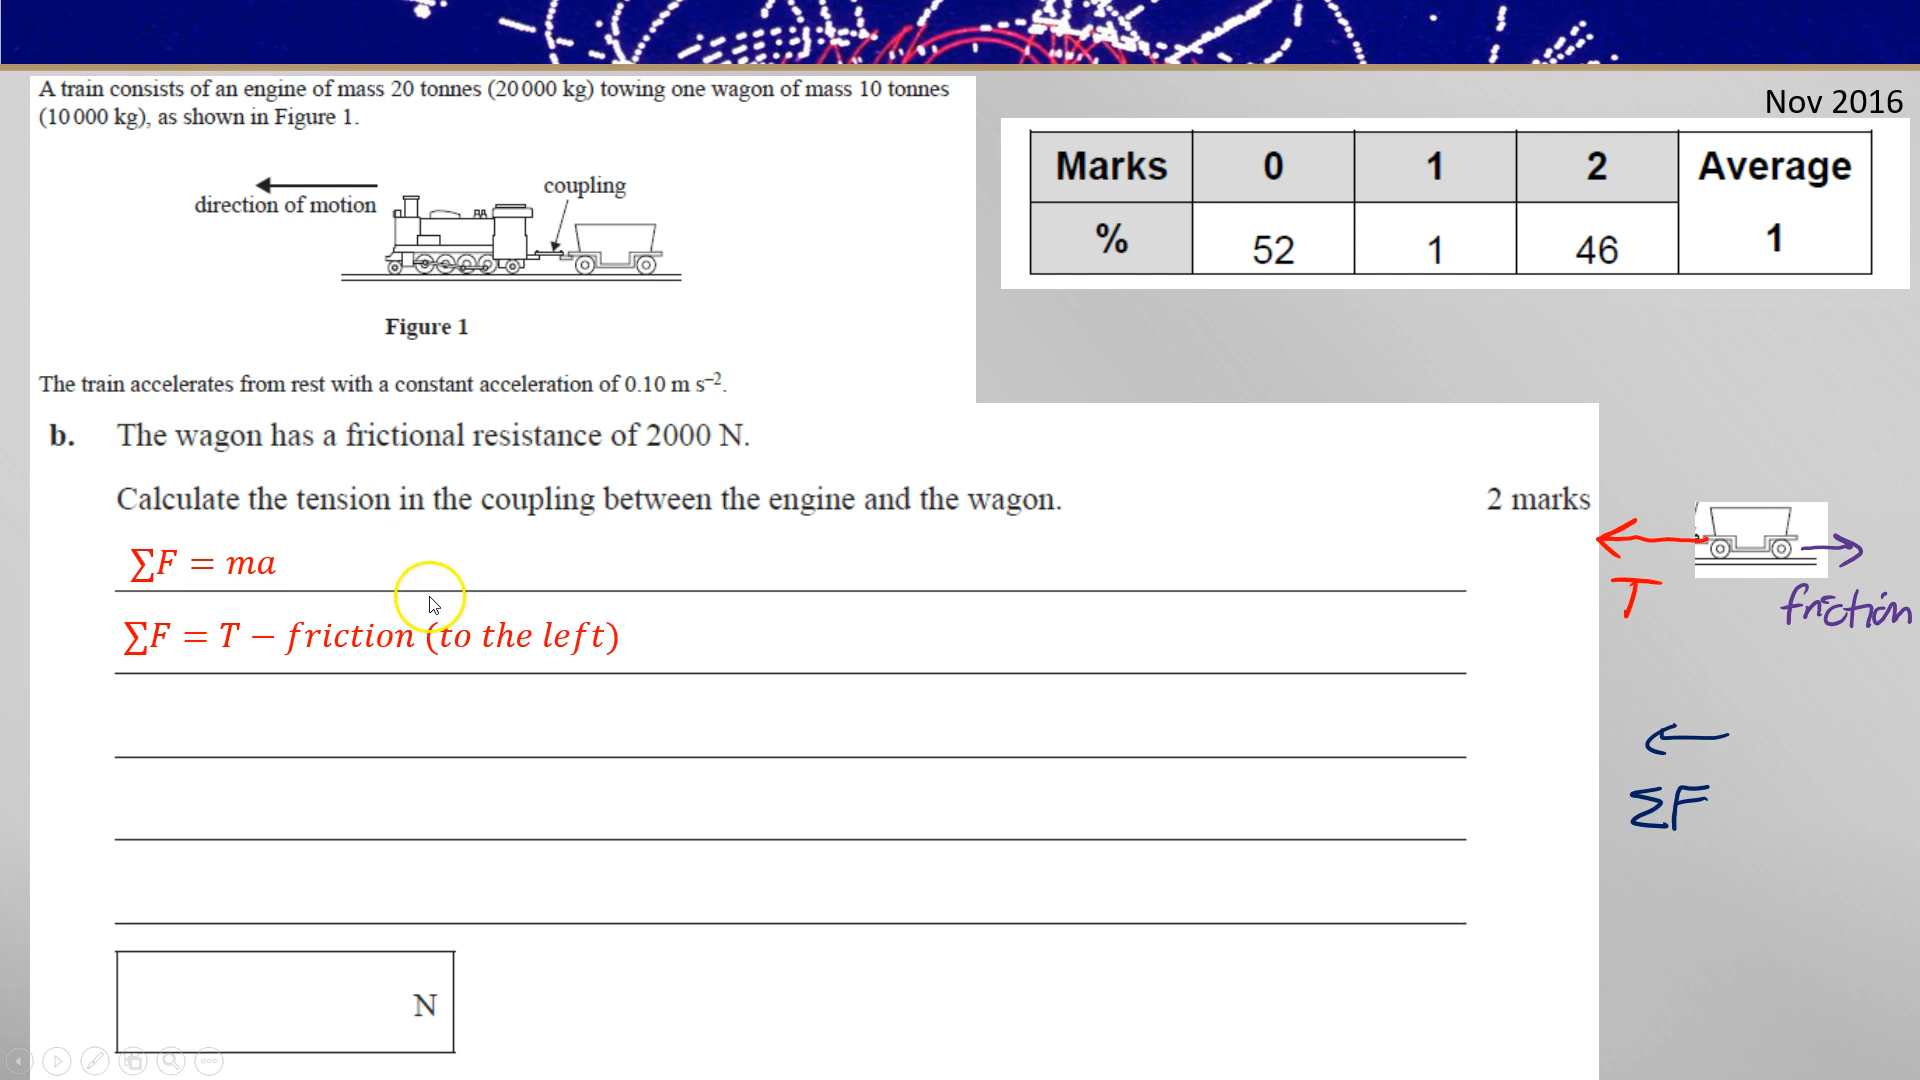 A train consists of an engine of mass 20 tonnes (20000 kg) towing one wagon of mass 10 tonnes
(10000 kg), as shown in Figure 1.
direction of motion
coupling
Figure 1
The train accelerates from rest with a constant acceleration of 0.10 m s⁻².
Nov 2016
Marks 0 1 2 Average
% 52 1 46 1
b. The wagon has a frictional resistance of 2000 N.
Calculate the tension in the coupling between the engine and the wagon. 2 marks
∑F = ma
∑F = T − friction (to the left)
N
T
friction
ΣF